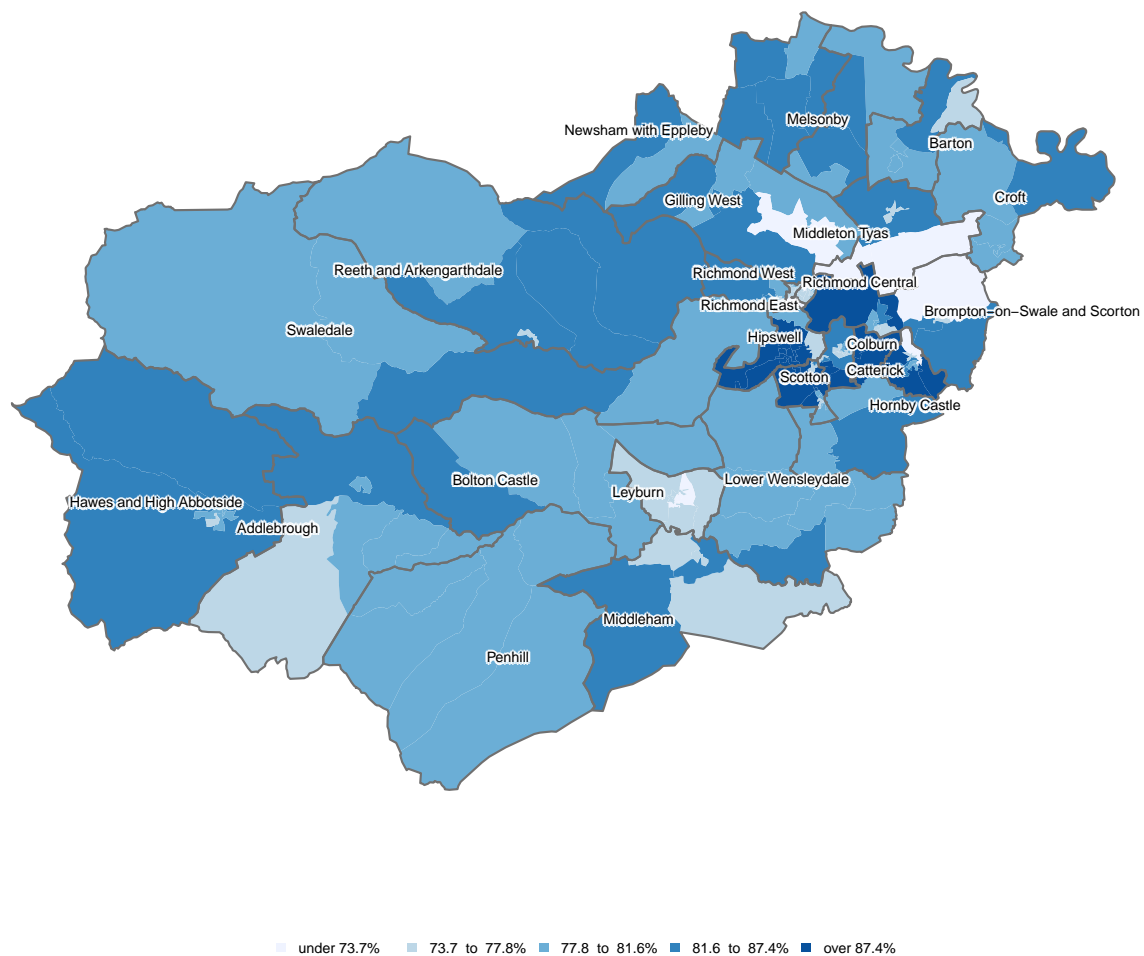 Newsham with Eppleby
Melsonby
Barton
Gilling West
Croft
Middleton Tyas
Reeth and Arkengarthdale
Richmond West
Richmond Central
Richmond East
Brompton−on−Swale and Scorton
Swaledale
Hipswell
Colburn
Catterick
Scotton
Hornby Castle
Bolton Castle
Lower Wensleydale
Leyburn
Hawes and High Abbotside
Addlebrough
Middleham
Penhill
under 73.7% 73.7 to 77.8% 77.8 to 81.6% 81.6 to 87.4% over 87.4%